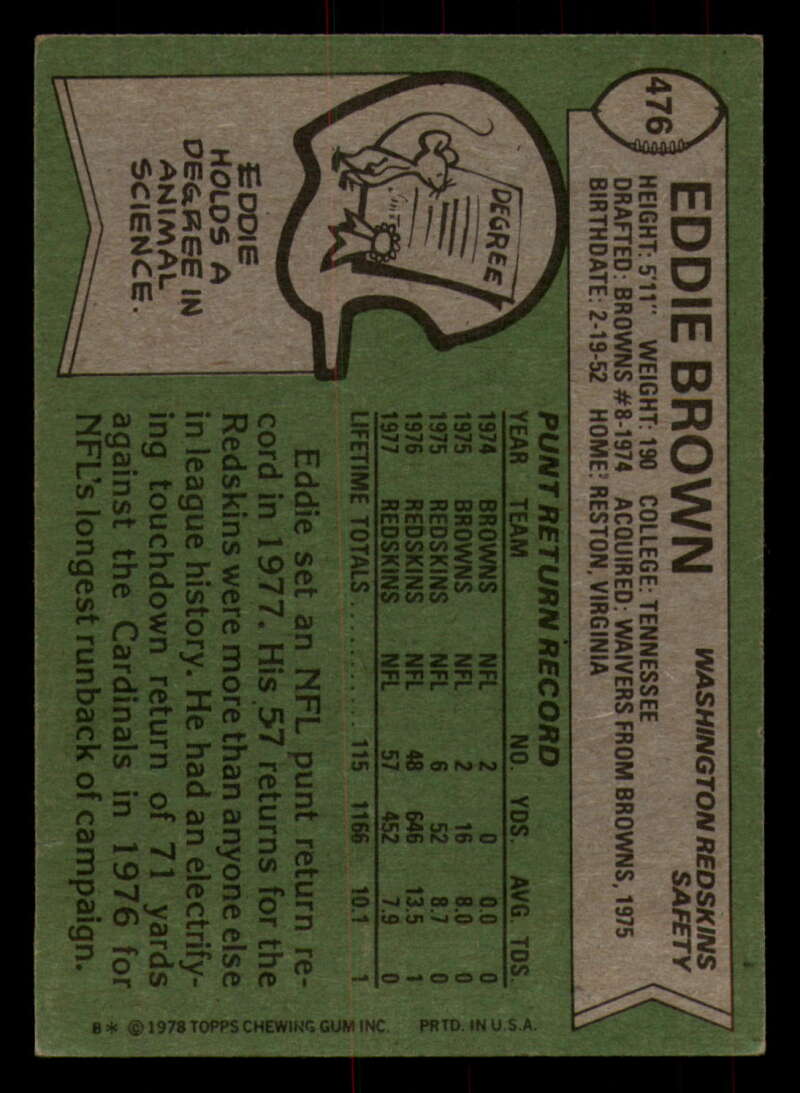 476
EDDIE BROWN
WASHINGTON REDSKINS
SAFETY
HEIGHT: 5'11" WEIGHT: 190 COLLEGE: TENNESSEE
DRAFTED: BROWNS #8-1974 ACQUIRED: WAIVERS FROM BROWNS, 1975
BIRTHDATE: 2-19-52 HOME: RESTON, VIRGINIA
DEGREE
EDDIE
HOLDS A
DEGREE IN
ANIMAL
SCIENCE.
PUNT RETURN RECORD
YEAR TEAM NO. YDS. AVG. TDS.
1974 BROWNS NFL 2 0 0.0 0
1975 BROWNS NFL 2 16 8.0 0
1975 REDSKINS NFL 6 52 8.7 0
1976 REDSKINS NFL 48 646 13.5 1
1977 REDSKINS NFL 57 452 7.9 0
LIFETIME TOTALS .......... 115 1166 10.1 1
Eddie set an NFL punt return re-
cord in 1977. His 57 returns for the
Redskins were more than anyone else
in league history. He had an electrify-
ing touchdown return of 71 yards
against the Cardinals in 1976 for
NFL's longest runback of campaign.
B* © 1978 TOPPS CHEWING GUM INC. PRTD. IN U.S.A.